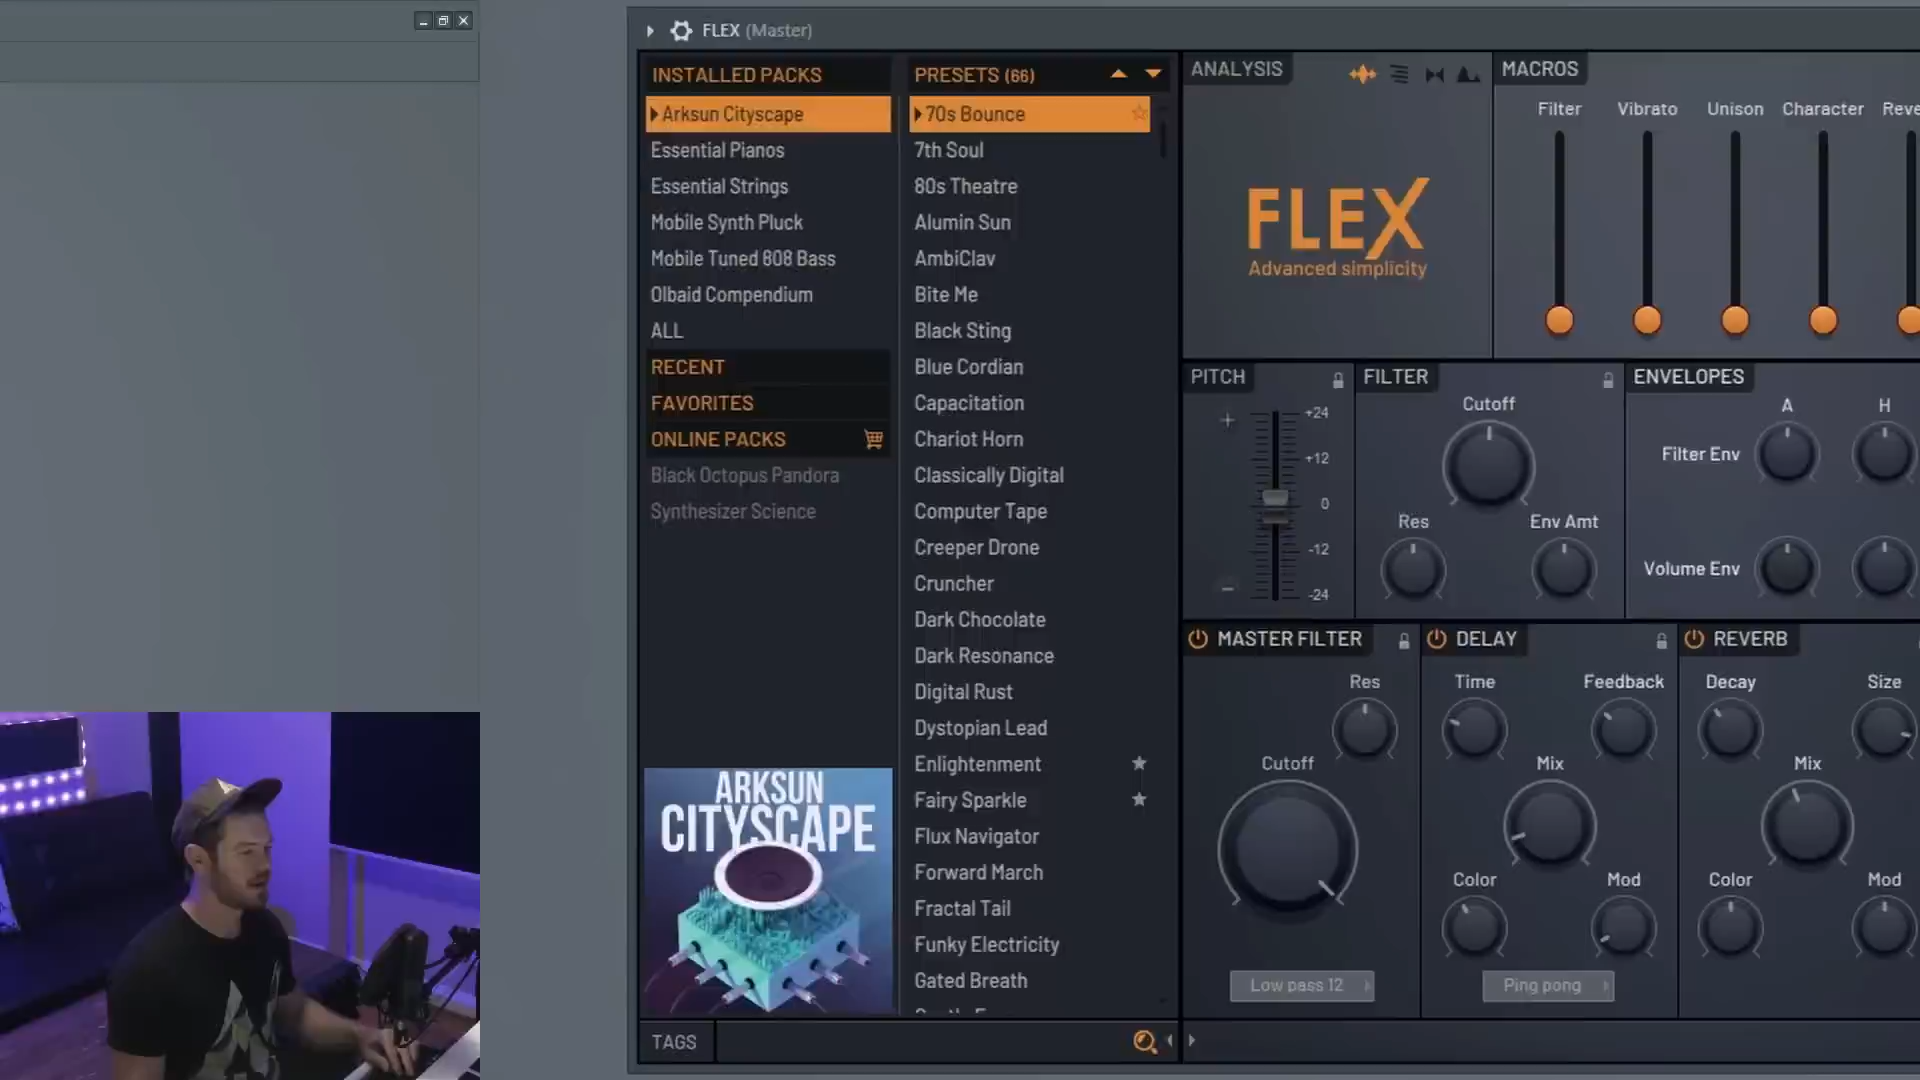 FLEX (Master)
INSTALLED PACKS
Arksun Cityscape
Essential Pianos
Essential Strings
Mobile Synth Pluck
Mobile Tuned 808 Bass
Olbaid Compendium
ALL
RECENT
FAVORITES
ONLINE PACKS
Black Octopus Pandora
Synthesizer Science
ARKSUN
CITYSCAPE
TAGS
PRESETS (66)
70s Bounce
7th Soul
80s Theatre
Alumin Sun
AmbiClav
Bite Me
Black Sting
Blue Cordian
Capacitation
Chariot Horn
Classically Digital
Computer Tape
Creeper Drone
Cruncher
Dark Chocolate
Dark Resonance
Digital Rust
Dystopian Lead
Enlightenment
Fairy Sparkle
Flux Navigator
Forward March
Fractal Tail
Funky Electricity
Gated Breath
ANALYSIS
FLEX
Advanced simplicity
MACROS
Filter Vibrato Unison Character Reve
PITCH
+24
+12
0
-12
-24
FILTER
Cutoff
Res Env Amt
ENVELOPES
A H
Filter Env
Volume Env
MASTER FILTER
Res
Cutoff
Low pass 12
DELAY
Time Feedback
Mix
Color Mod
Ping pong
REVERB
Decay Size
Mix
Color Mod